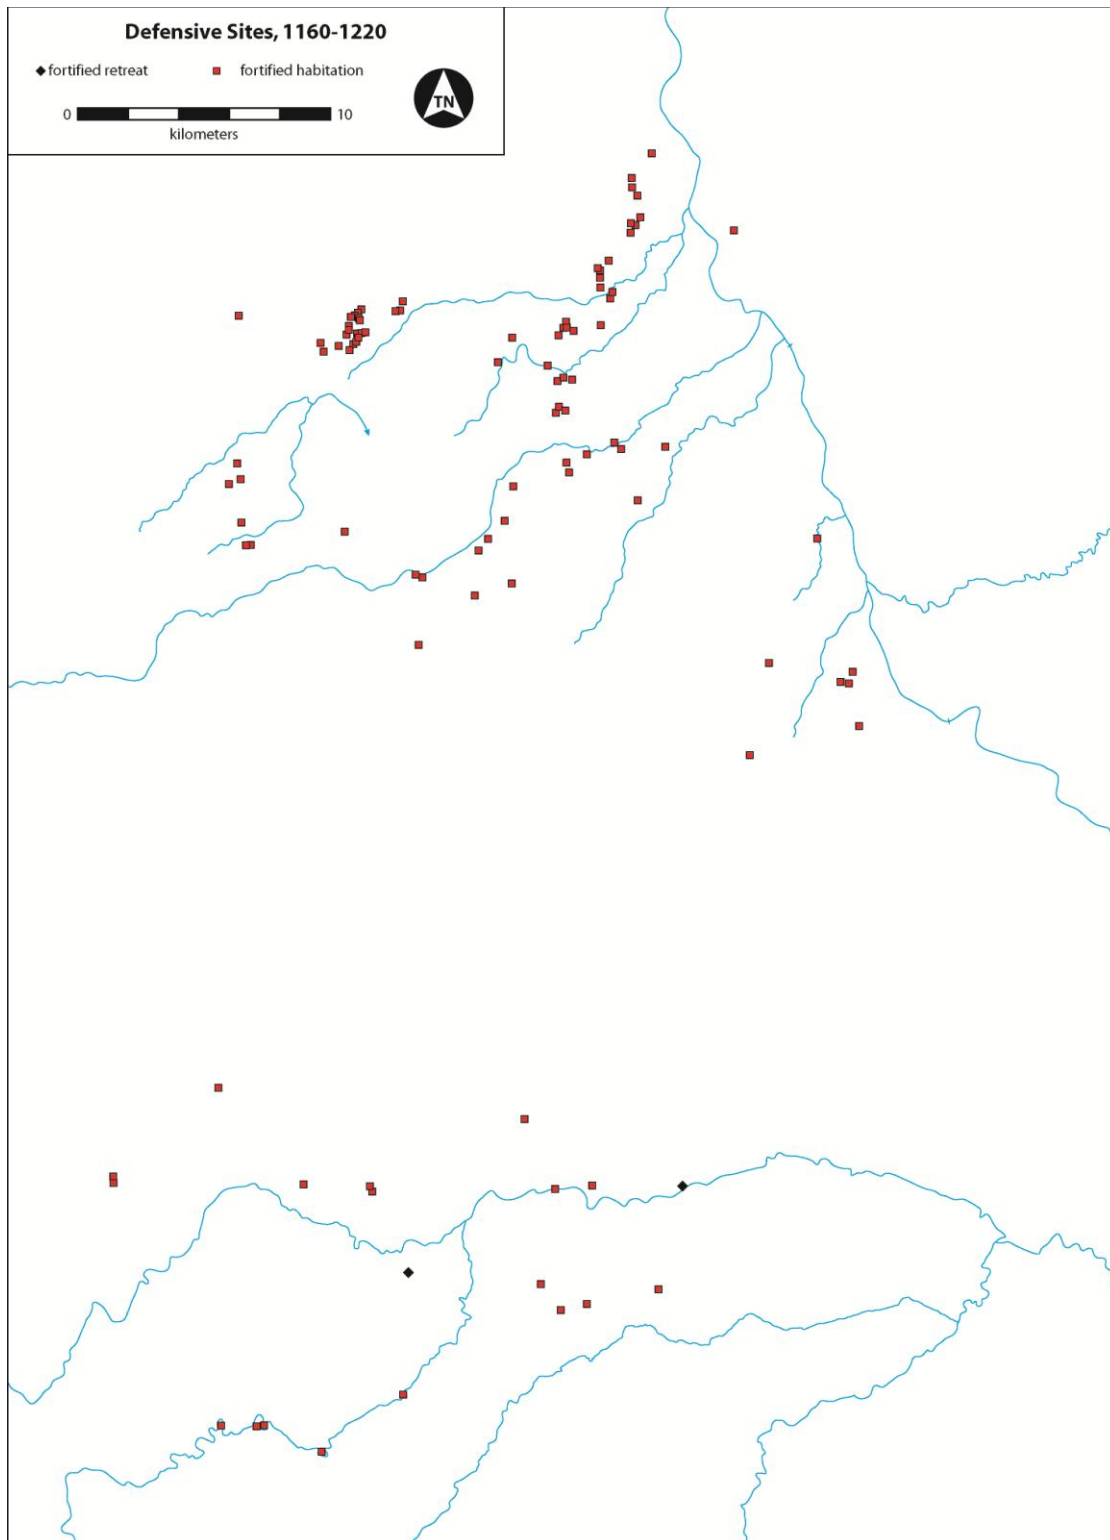 Defensive Sites, 1160-1220
fortified retreat fortified habitation
0 10
kilometers
TN